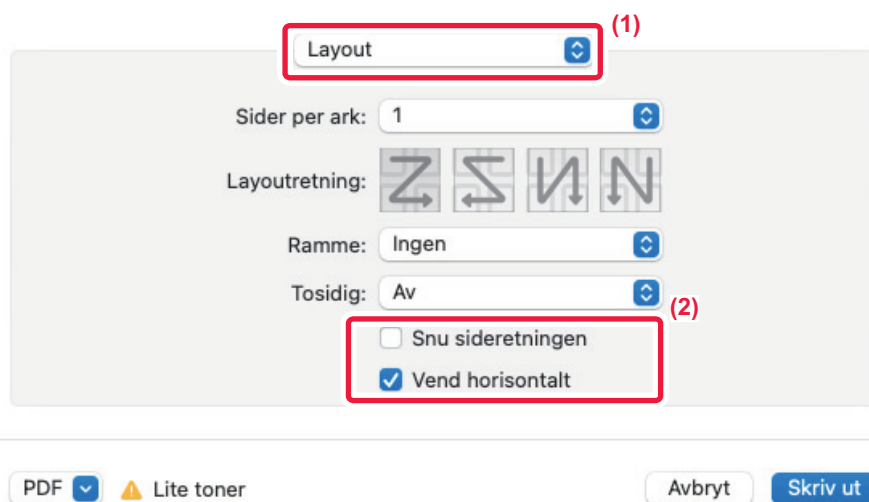 (1)
Layout
Sider per ark: 1
Layoutretning:
Ramme: Ingen
Tosidig: Av
(2)
Snu sideretningen
Vend horisontalt
PDF Lite toner Avbryt Skriv ut